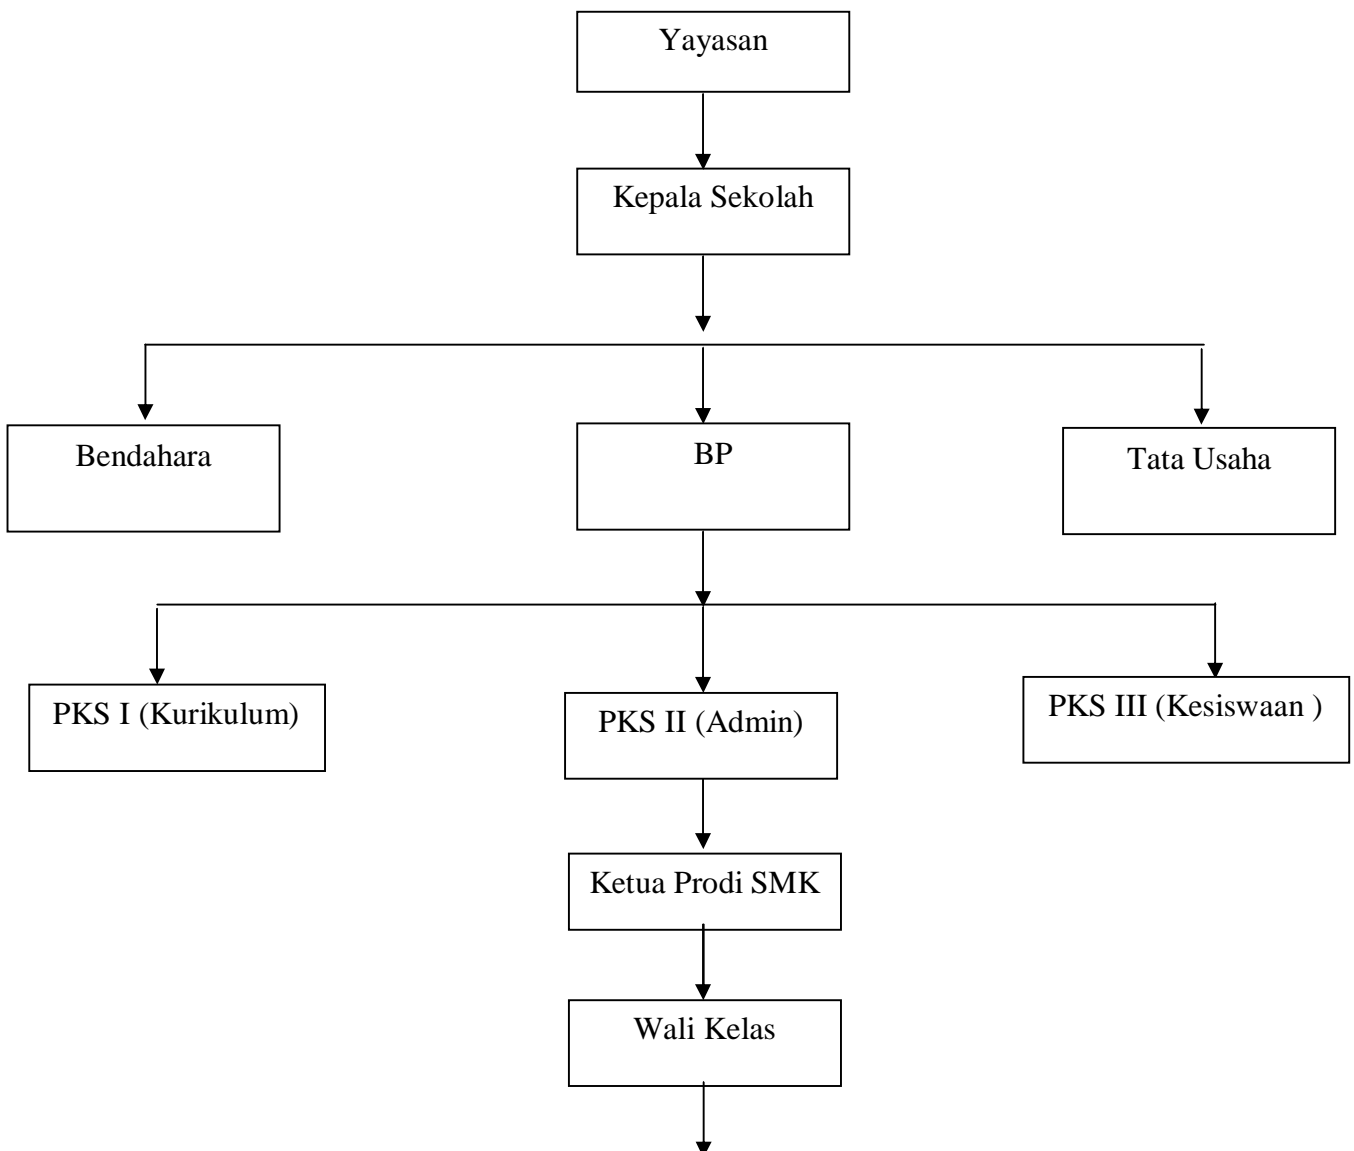 Yayasan
Kepala Sekolah
Bendahara
BP
Tata Usaha
PKS I (Kurikulum)
PKS II (Admin)
PKS III (Kesiswaan )
Ketua Prodi SMK
Wali Kelas